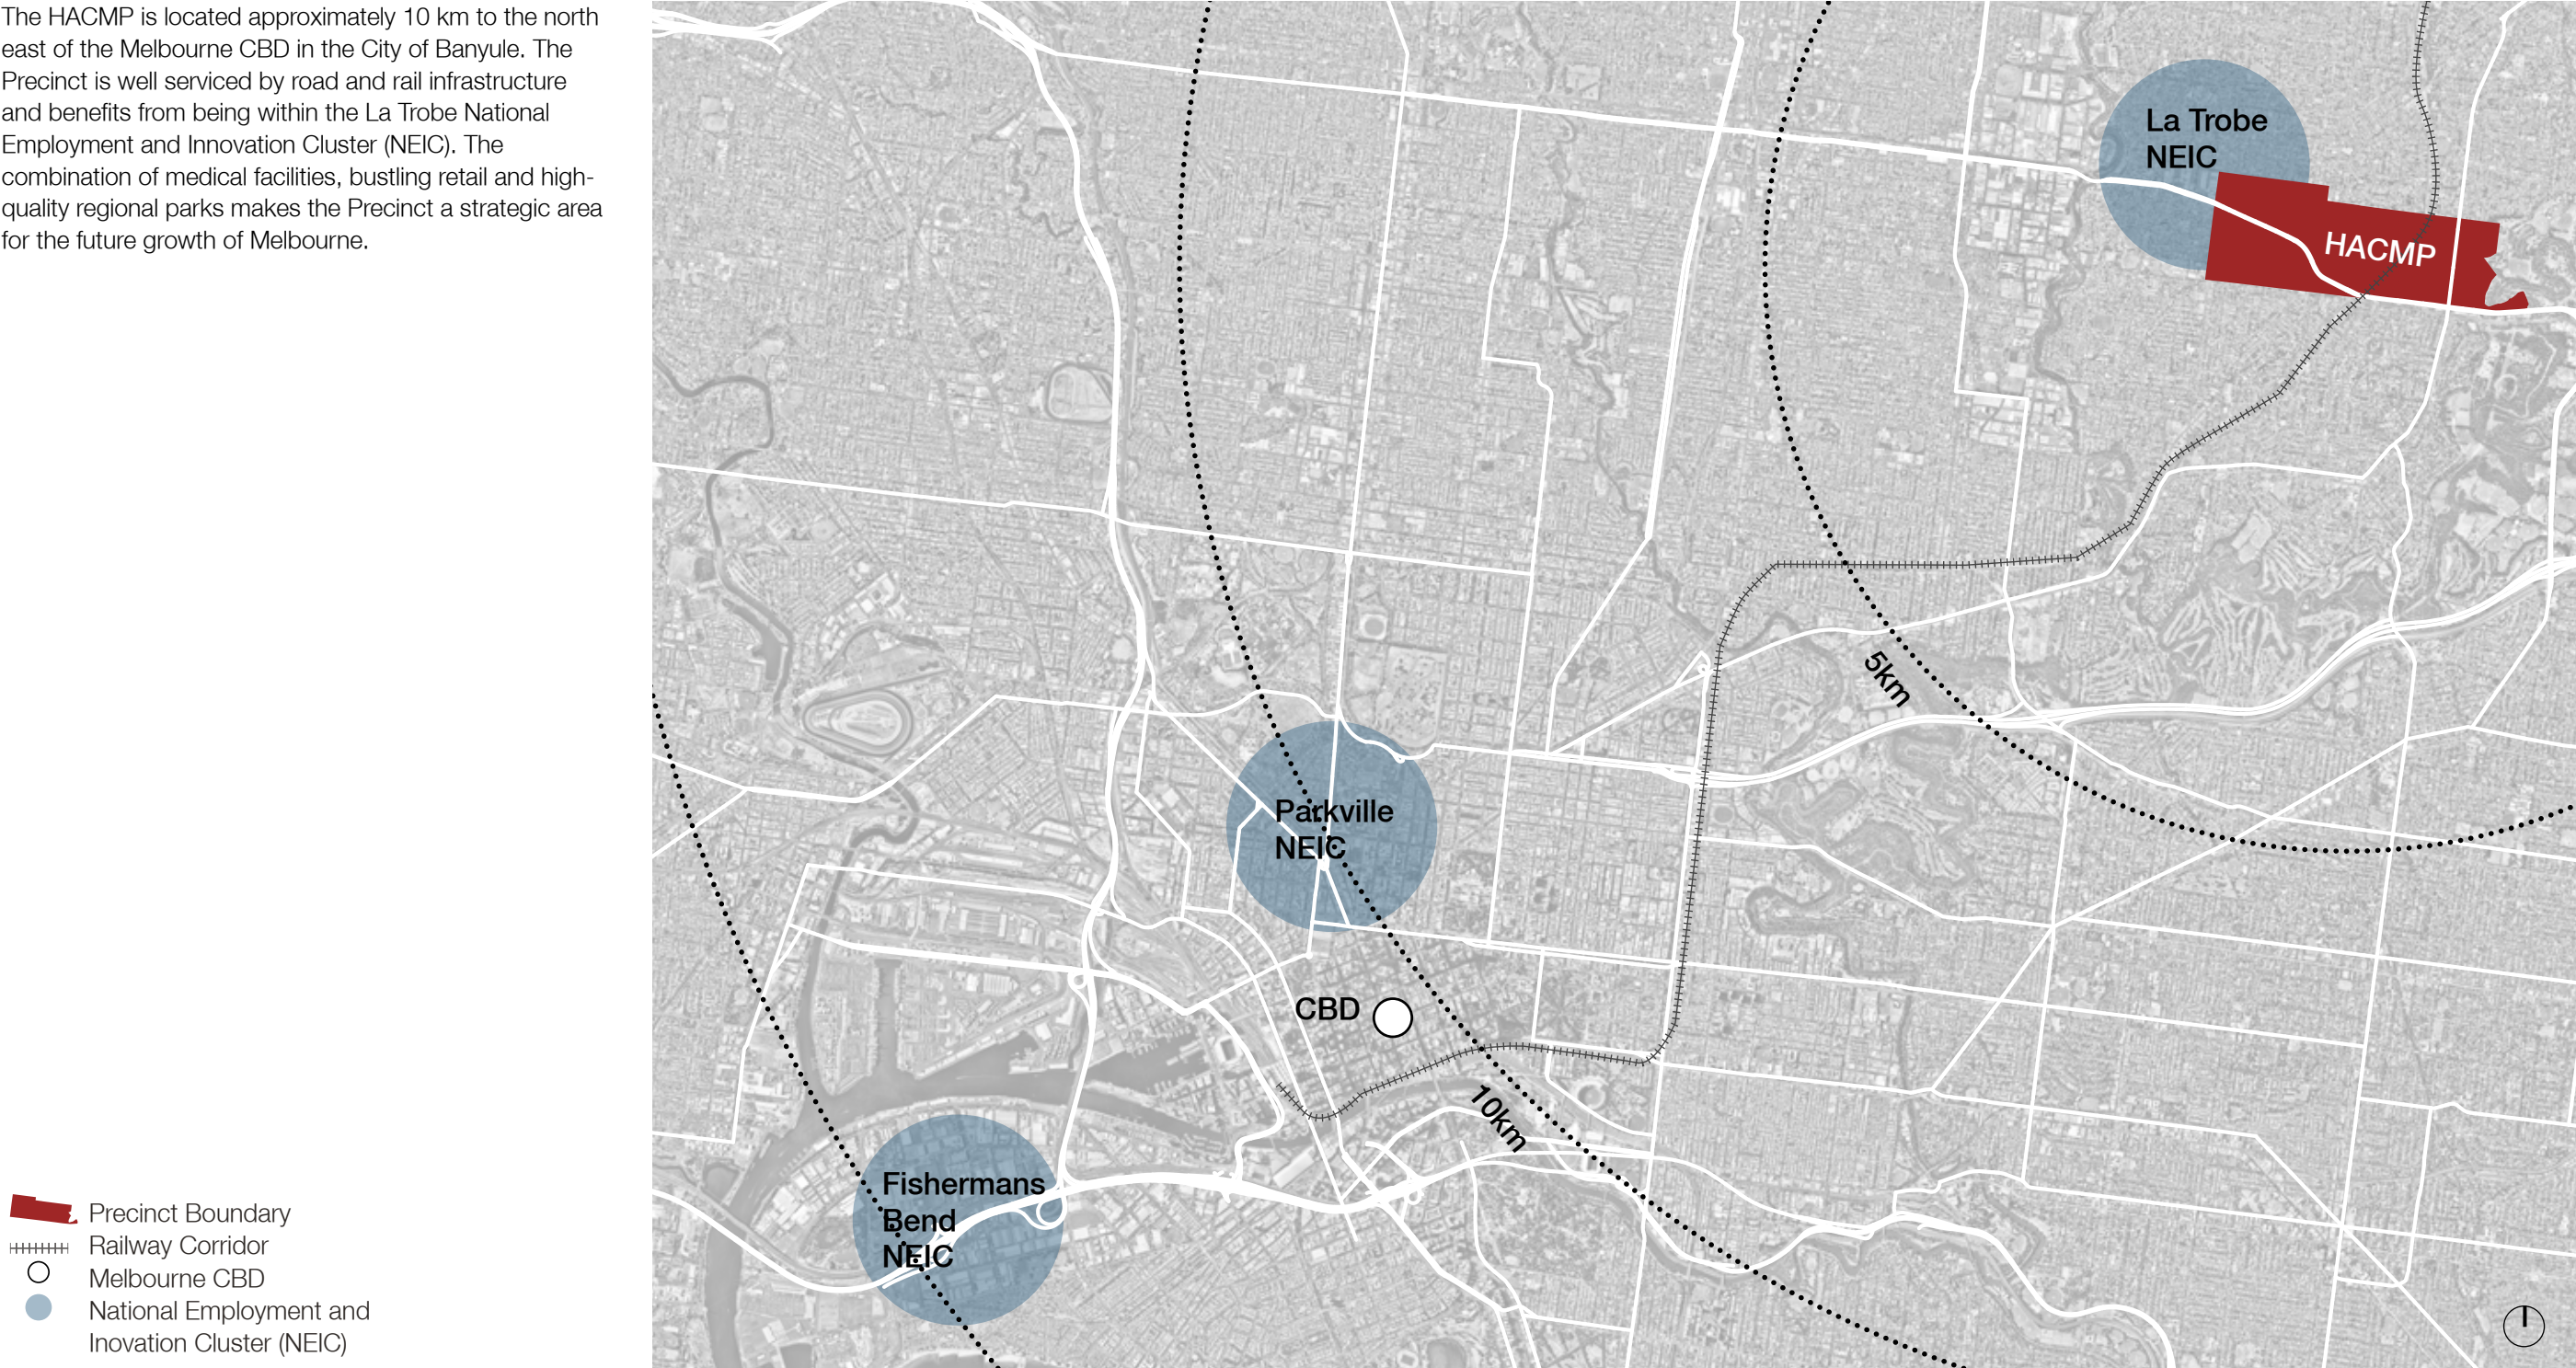 The HACMP is located approximately 10 km to the north
east of the Melbourne CBD in the City of Banyule. The
Precinct is well serviced by road and rail infrastructure
and benefits from being within the La Trobe National
Employment and Innovation Cluster (NEIC). The
combination of medical facilities, bustling retail and high-
quality regional parks makes the Precinct a strategic area
for the future growth of Melbourne.
La Trobe
NEIC
HACMP
5km
Parkville
NEIC
CBD
10km
Fishermans
Bend
NEIC
Precinct Boundary
Railway Corridor
Melbourne CBD
National Employment and
Inovation Cluster (NEIC)